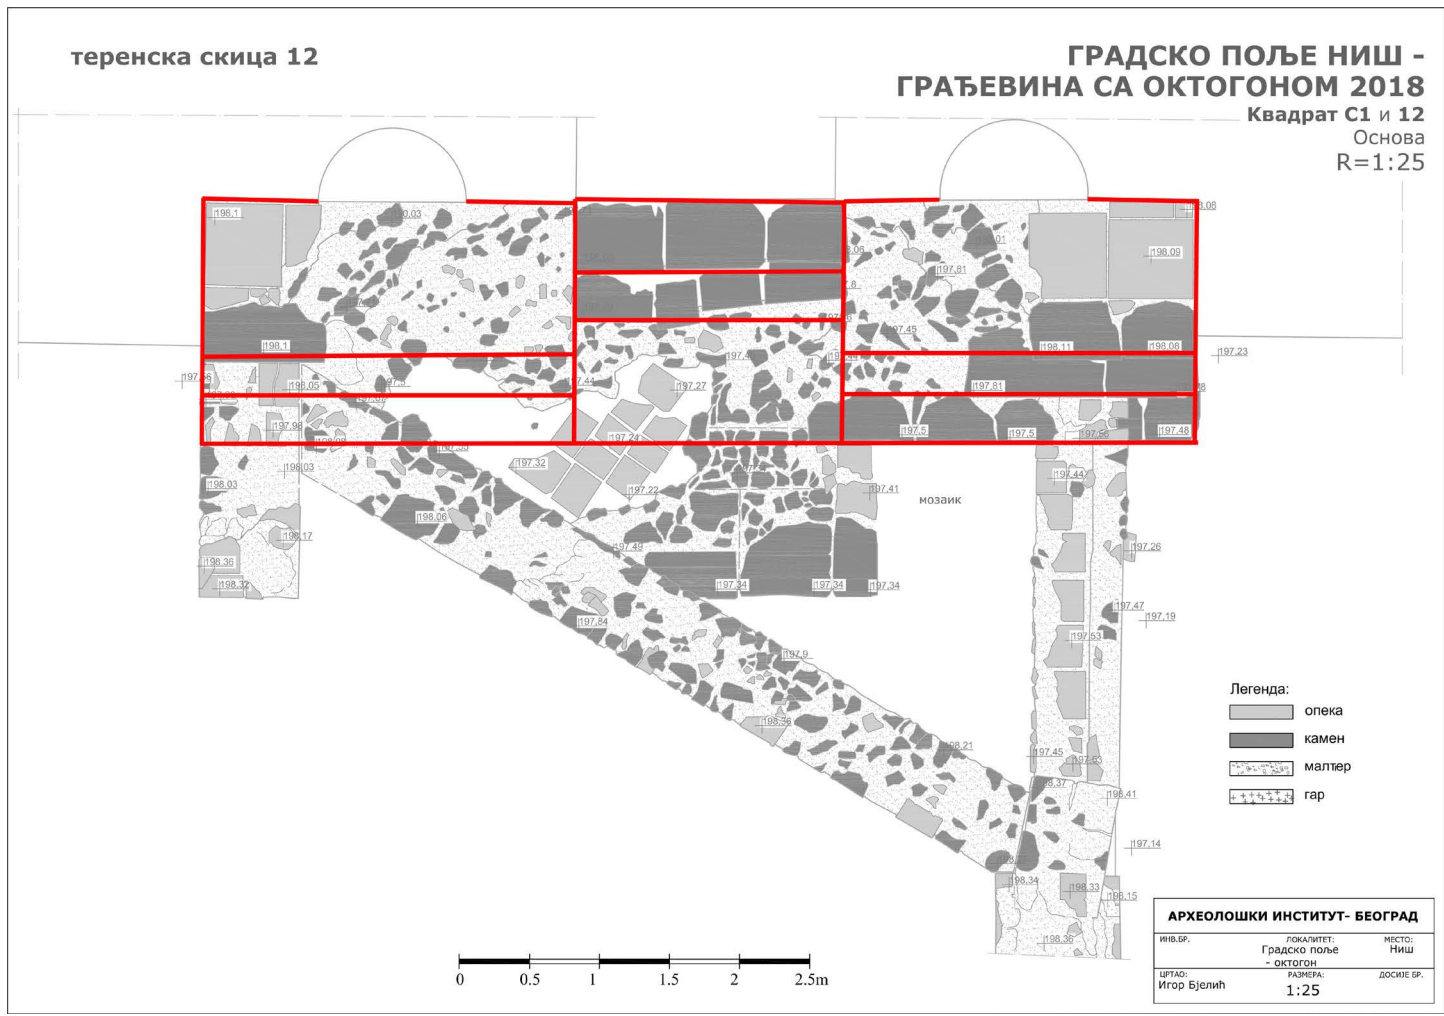 теренска скица 12
ГРАДСКО ПОЉЕ НИШ -
ГРАЂЕВИНА СА ОКТОГОНОМ 2018
Квадрат С1 и 12
Основа
R=1:25
198,1
198,09
198,1
198,11
198,08
197,23
197,45
197,81
197,81
198,05
197,44
197,27
197,98
197,24
197,5
197,5
197,48
197,32
198,03
198,03
197,22
197,41
197,44
мозаик
198,06
197,49
197,26
198,36
198,32
197,34
197,34
197,34
197,47
197,19
197,84
197,53
197,9
198,36
198,21
197,45
198,37
198,41
197,14
198,34
198,33
198,15
198,36
Легенда:
опека
камен
малтер
гар
0 0.5 1 1.5 2 2.5m
АРХЕОЛОШКИ ИНСТИТУТ- БЕОГРАД
ИНВ.БР. ЛОКАЛИТЕТ: МЕСТО:
Градско поље Ниш
- октогон
ЦРТАО: РАЗМЕРА: ДОСИЈЕ БР.
Игор Бјелић 1:25